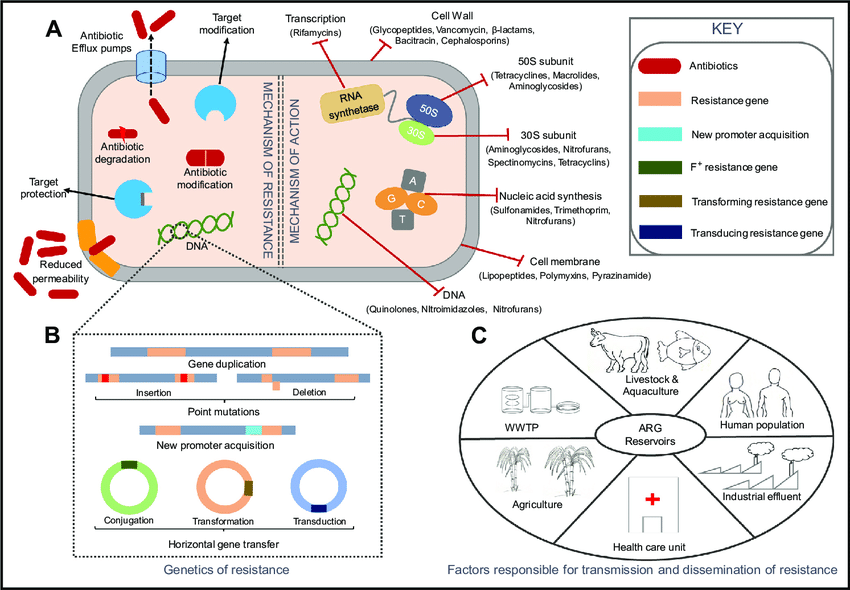 A
Antibiotic
Efflux pumps
Target
modification
Transcription
(Rifamycins)
Cell Wall
(Glycopeptides, Vancomycin, β-lactams,
Bacitracin, Cephalosporins)
50S subunit
(Tetracyclines, Macrolides,
Aminoglycosides)
RNA
synthetase
50S
30S
30S subunit
(Aminoglycosides, Nitrofurans,
Spectinomycins, Tetracyclins)
Antibiotic
degradation
Antibiotic
modification
MECHANISM OF RESISTANCE
MECHANISM OF ACTION
Target
protection
A
G
C
T
Nucleic acid synthesis
(Sulfonamides, Trimethoprim,
Nitrofurans)
DNA
Reduced
permeability
Cell membrane
(Lipopeptides, Polymyxins, Pyrazinamide)
DNA
(Quinolones, NItroimidazoles, Nitrofurans)
KEY
Antibiotics
Resistance gene
New promoter acquisition
F+ resistance gene
Transforming resistance gene
Transducing resistance gene
B
Gene duplication
Insertion
Deletion
Point mutations
New promoter acquisition
Conjugation
Transformation
Transduction
Horizontal gene transfer
Genetics of resistance
C
Livestock &
Aquaculture
WWTP
Human population
ARG
Reservoirs
Agriculture
Industrial effluent
Health care unit
Factors responsible for transmission and dissemination of resistance